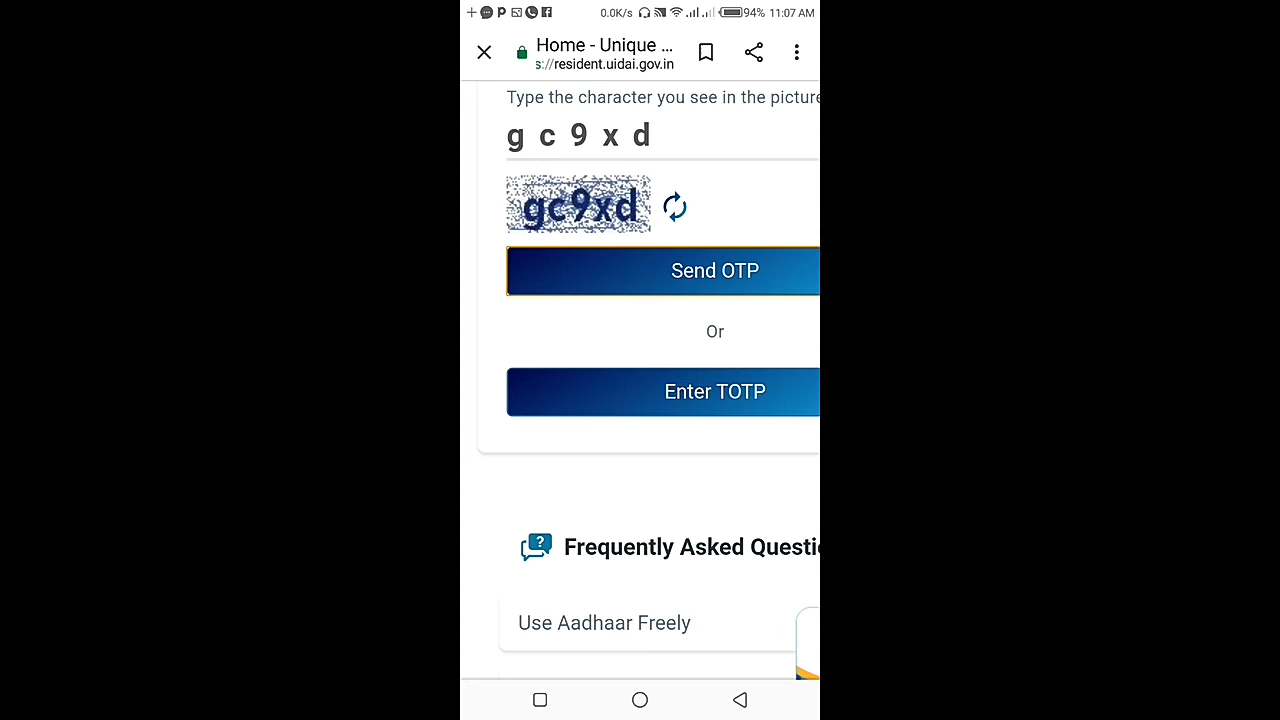 0.0K/s 94% 11:07 AM
Home - Unique ...
s://resident.uidai.gov.in
Type the character you see in the picture
g c 9 x d
gc9xd
Send OTP
Or
Enter TOTP
Frequently Asked Questi
Use Aadhaar Freely